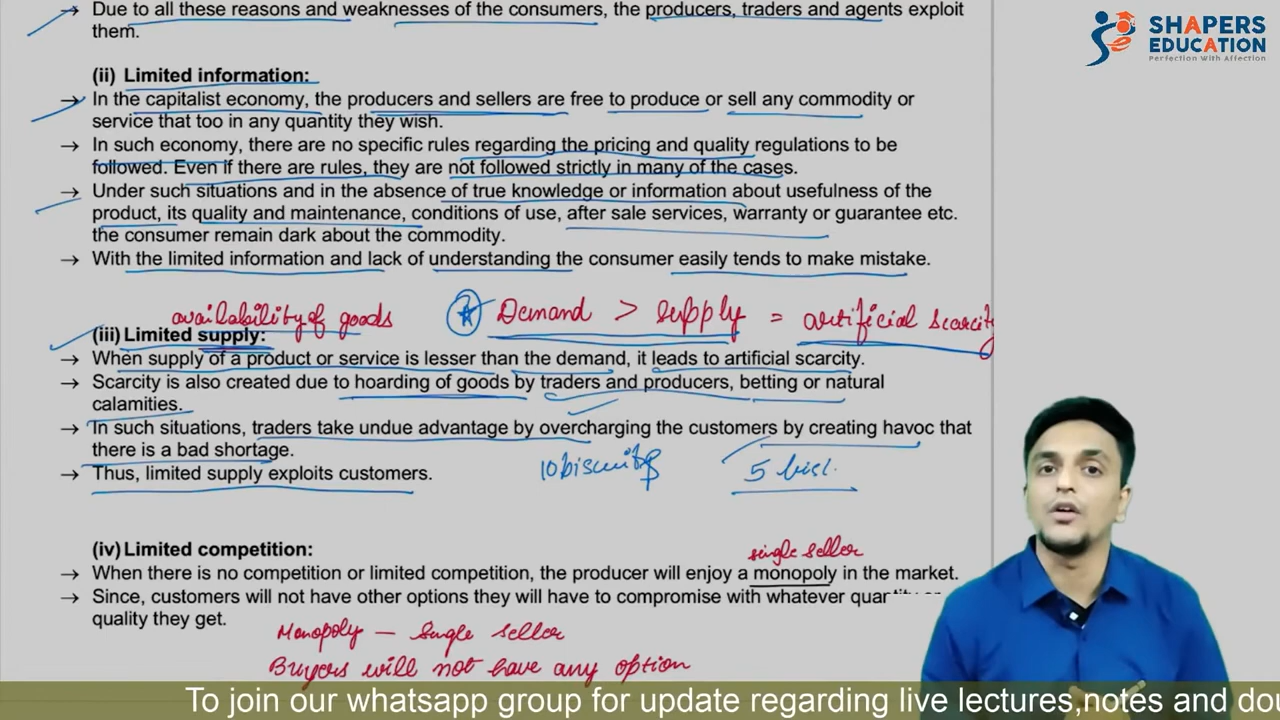 → Due to all these reasons and weaknesses of the consumers, the producers, traders and agents exploit
them.
SHAPERS
EDUCATION
Perfection With Affection
(ii) Limited information:
→ In the capitalist economy, the producers and sellers are free to produce or sell any commodity or
service that too in any quantity they wish.
→ In such economy, there are no specific rules regarding the pricing and quality regulations to be
followed. Even if there are rules, they are not followed strictly in many of the cases.
→ Under such situations and in the absence of true knowledge or information about usefulness of the
product, its quality and maintenance, conditions of use, after sale services, warranty or guarantee etc.
the consumer remain dark about the commodity.
→ With the limited information and lack of understanding the consumer easily tends to make mistake.
availability of goods Demand > supply = artificial scarcity
(iii) Limited supply:
→ When supply of a product or service is lesser than the demand, it leads to artificial scarcity.
→ Scarcity is also created due to hoarding of goods by traders and producers, betting or natural
calamities.
→ In such situations, traders take undue advantage by overcharging the customers by creating havoc that
there is a bad shortage.
10 biscuits 5 bisc.
→ Thus, limited supply exploits customers.
(iv) Limited competition:
single seller
→ When there is no competition or limited competition, the producer will enjoy a monopoly in the market.
→ Since, customers will not have other options they will have to compromise with whatever
quality they get.
Monopoly — Single seller
Buyers will not have any option
To join our whatsapp group for update regarding live lectures,notes and dou